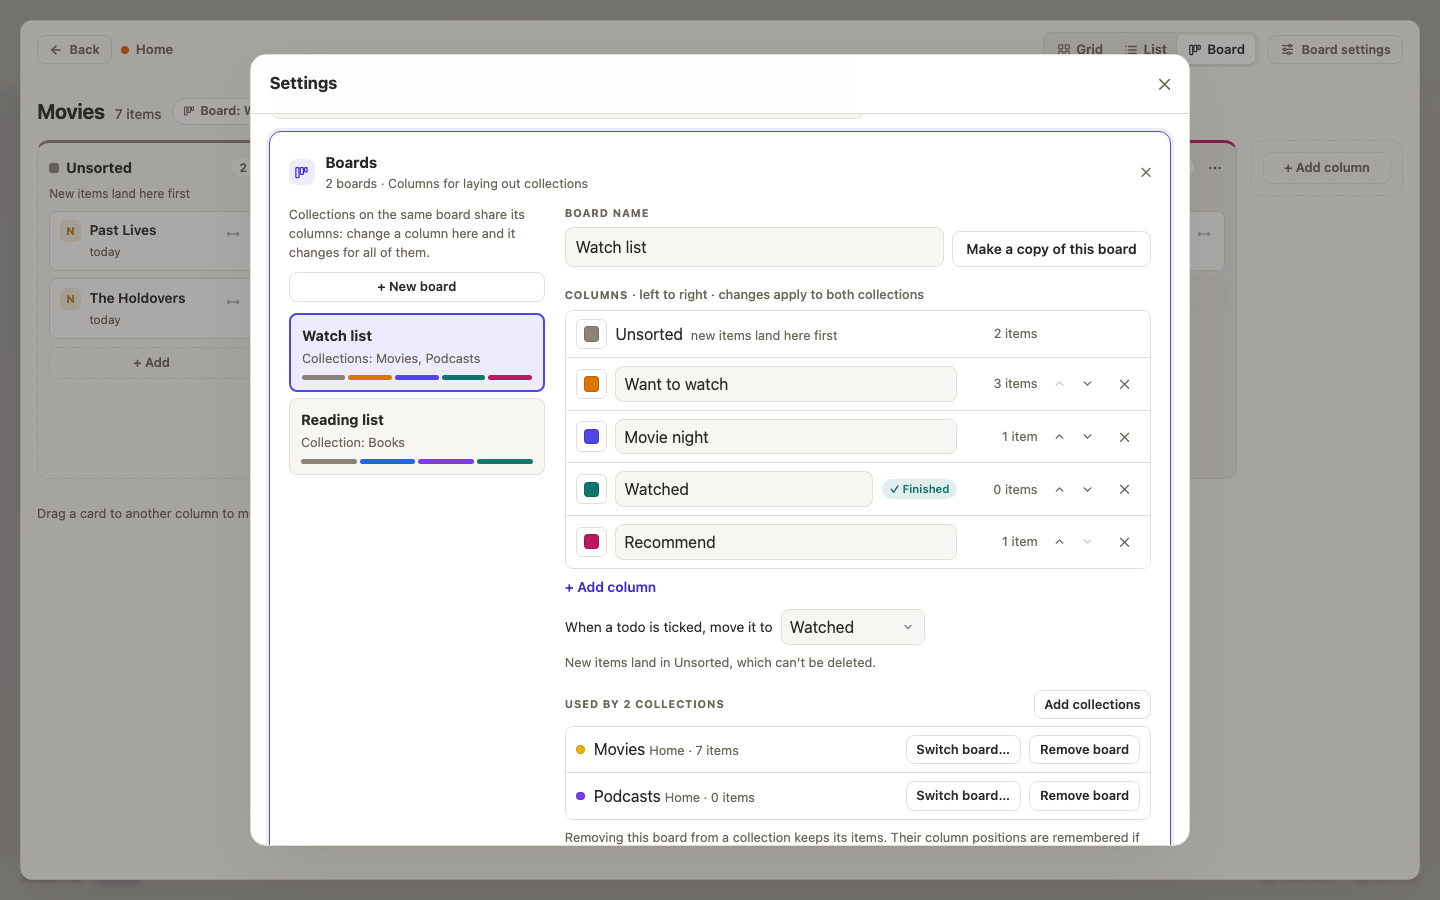 Back
Home
Grid
List
Board
Board settings
Settings
Movies 7 items
Board: W
Unsorted 2
New items land here first
N Past Lives
today
N The Holdovers
today
+ Add
Drag a card to another column to m
+ Add column
Boards
2 boards · Columns for laying out collections
Collections on the same board share its
columns: change a column here and it
changes for all of them.
+ New board
Watch list
Collections: Movies, Podcasts
Reading list
Collection: Books
BOARD NAME
Watch list
Make a copy of this board
COLUMNS · left to right · changes apply to both collections
Unsorted new items land here first 2 items
Want to watch 3 items
Movie night 1 item
Watched ✓ Finished 0 items
Recommend 1 item
+ Add column
When a todo is ticked, move it to Watched
New items land in Unsorted, which can’t be deleted.
USED BY 2 COLLECTIONS
Add collections
Movies Home · 7 items Switch board... Remove board
Podcasts Home · 0 items Switch board... Remove board
Removing this board from a collection keeps its items. Their column positions are remembered if